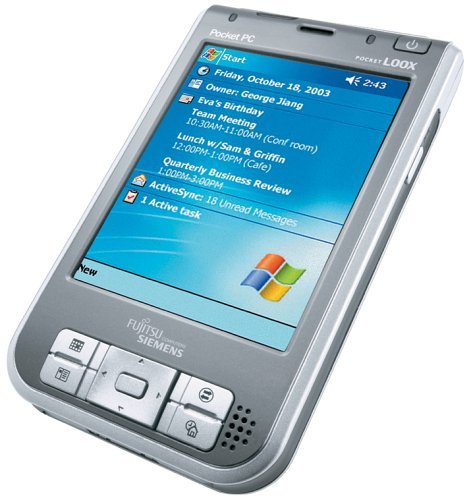 Pocket PC
POCKET LOOX
Start
2:43
Friday, October 18, 2003
Owner: George Jiang
Eva's Birthday
Team Meeting
10:30AM-11:00AM (Conf room)
Lunch w/Sam & Griffin
12:00PM-1:00PM (Cafe)
Quarterly Business Review
1:00PM-3:00PM
ActiveSync: 18 Unread Messages
1 Active task
New
FUJITSU COMPUTERS
SIEMENS